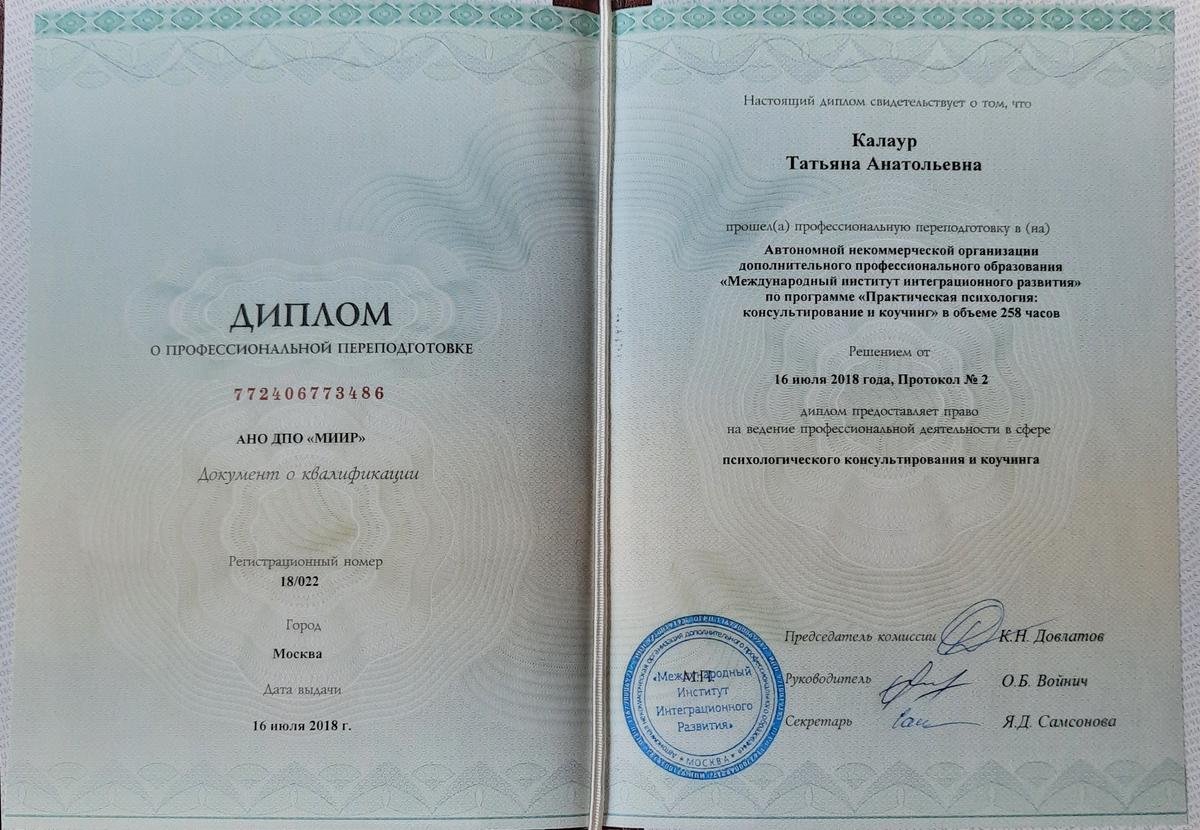 ДИПЛОМ
О ПРОФЕССИОНАЛЬНОЙ ПЕРЕПОДГОТОВКЕ
772406773486
АНО ДПО «МИИР»
Документ о квалификации
Регистрационный номер
18/022
Город
Москва
Дата выдачи
16 июля 2018 г.
Настоящий диплом свидетельствует о том, что
Калаур
Татьяна Анатольевна
прошел(а) профессиональную переподготовку в (на)
Автономной некоммерческой организации
дополнительного профессионального образования
«Международный институт интеграционного развития»
по программе «Практическая психология:
консультирование и коучинг» в объеме 258 часов
Решением от
16 июля 2018 года, Протокол № 2
диплом предоставляет право
на ведение профессиональной деятельности в сфере
психологического консультирования и коучинга
Председатель комиссии К.Н. Довлатов
Руководитель О.Б. Войнич
Секретарь Я.Д. Самсонова
М.П.
«Международный
Институт
Интеграционного
Развития»
МОСКВА